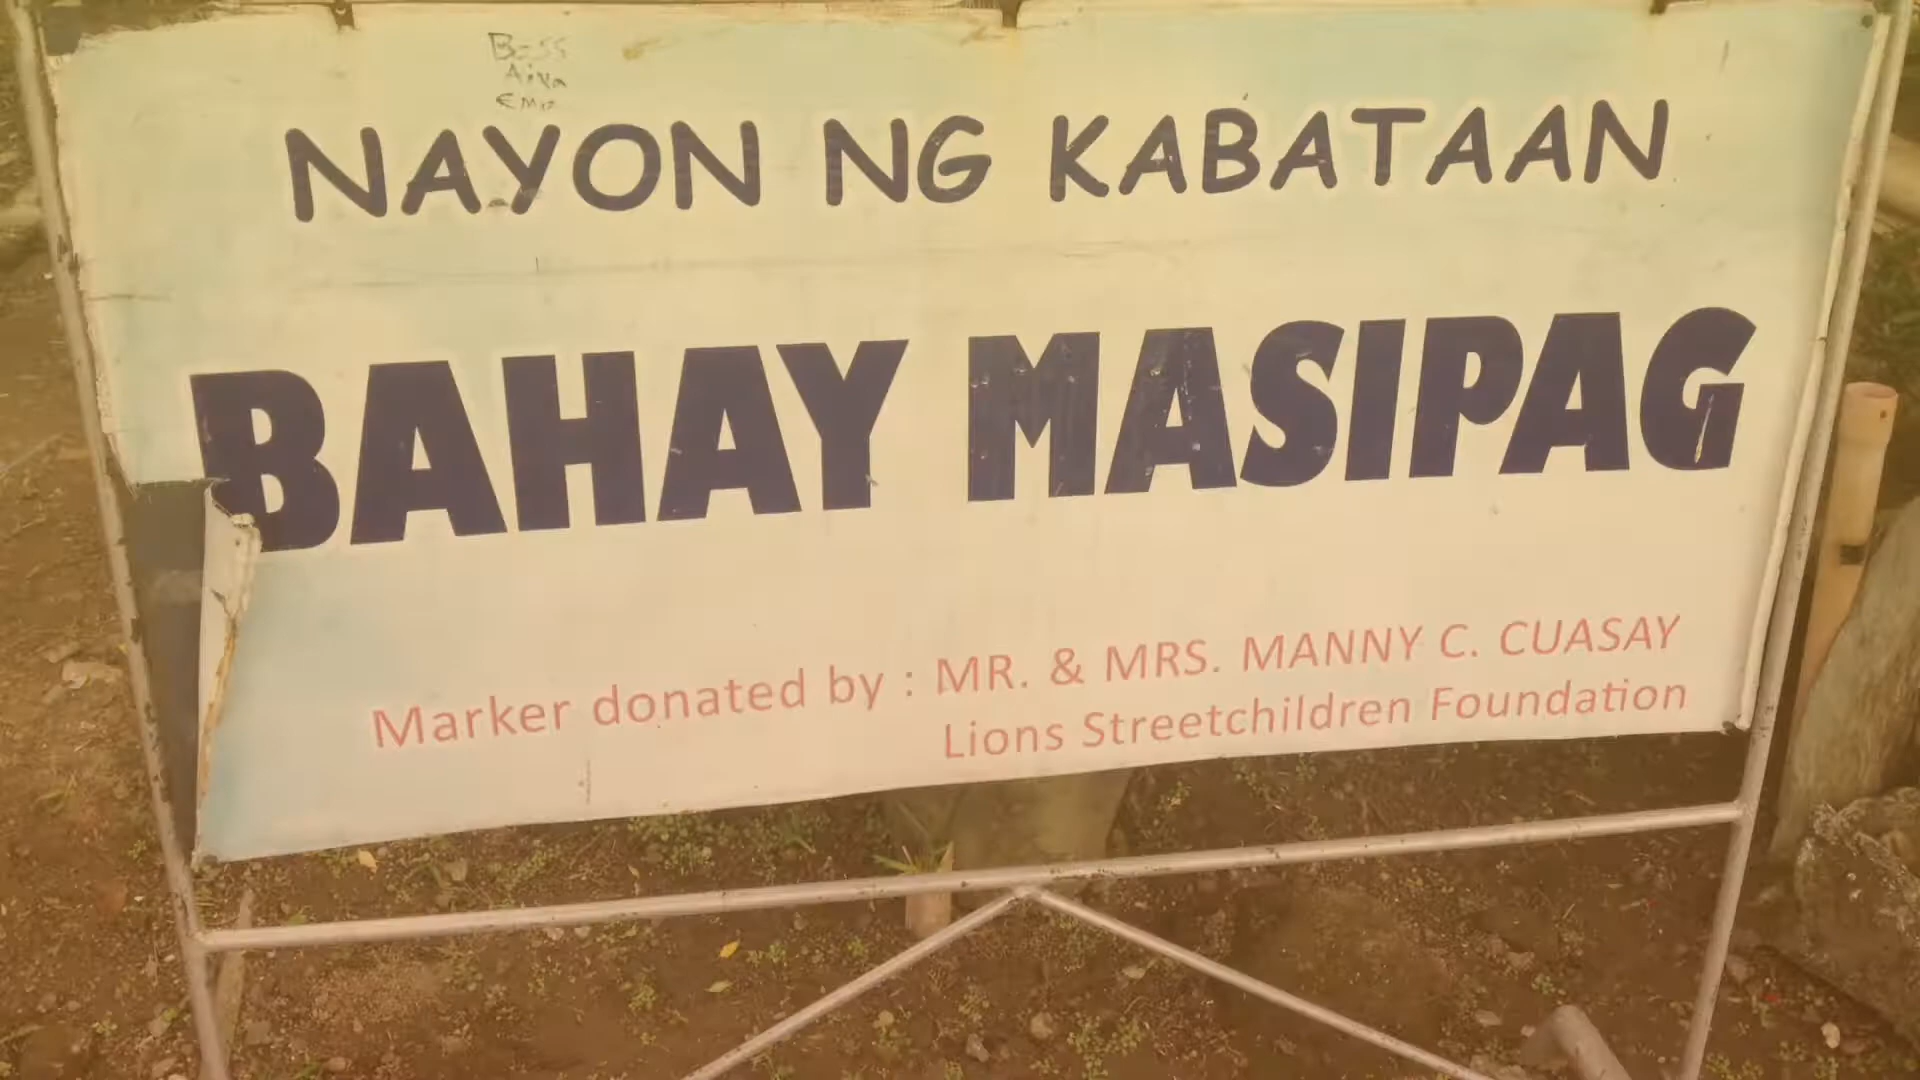 NAYON NG KABATAAN
BAHAY MASIPAG
Marker donated by : MR. & MRS. MANNY C. CUASAY
Lions Streetchildren Foundation